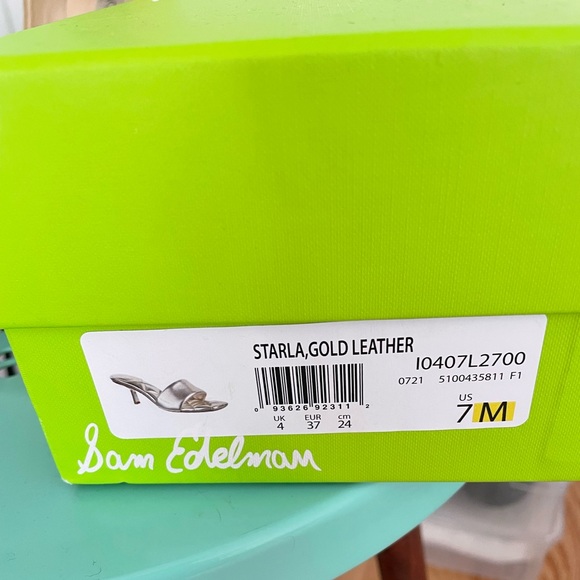 STARLA,GOLD LEATHER
I0407L2700
0721 5100435811 F1
0 93626 92311 2
UK EUR cm
4 37 24
US
7 M
Sam Edelman